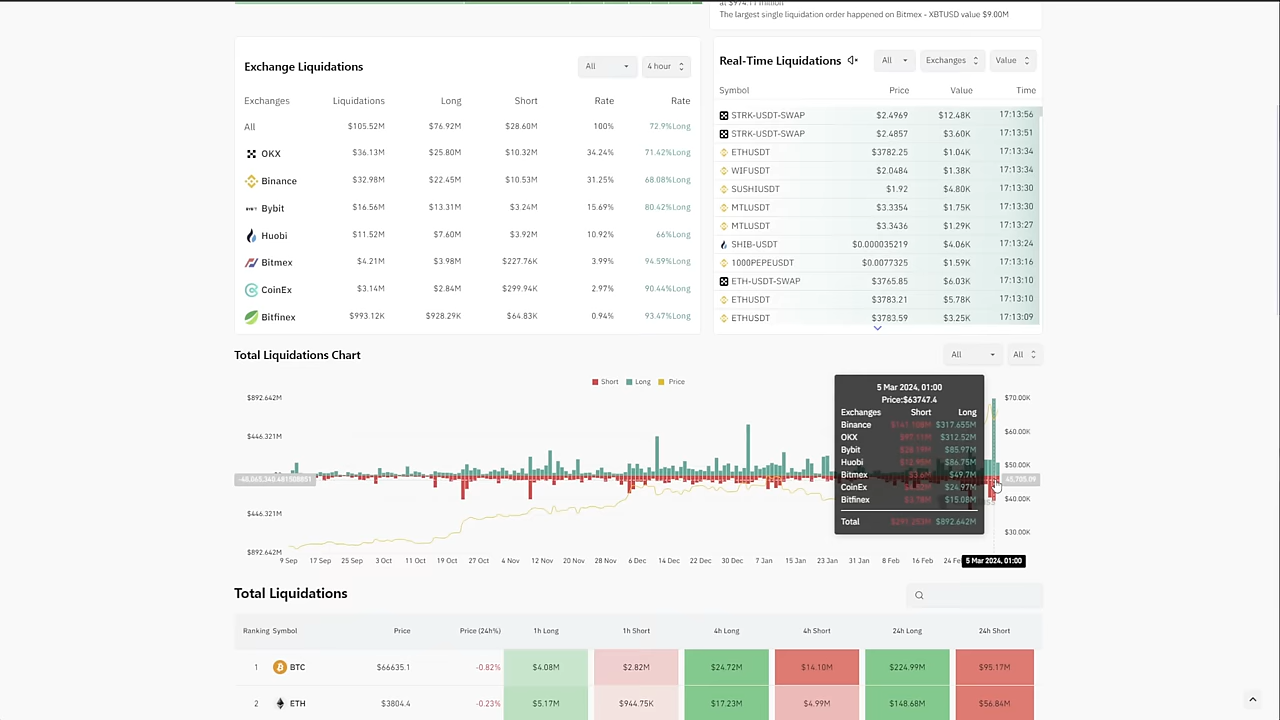 The largest single liquidation order happened on Bitmex - XBTUSD value $9.00M
Exchange Liquidations
All
4 hour
Exchanges Liquidations Long Short Rate Rate
All $105.52M $76.92M $28.60M 100% 72.9%Long
OKX $36.13M $25.80M $10.32M 34.24% 71.42%Long
Binance $32.98M $22.45M $10.53M 31.25% 68.08%Long
Bybit $16.56M $13.31M $3.24M 15.69% 80.42%Long
Huobi $11.52M $7.60M $3.92M 10.92% 66%Long
Bitmex $4.21M $3.98M $227.76K 3.99% 94.59%Long
CoinEx $3.14M $2.84M $299.94K 2.97% 90.44%Long
Bitfinex $993.12K $928.29K $64.83K 0.94% 93.47%Long
Real-Time Liquidations
All
Exchanges
Value
Symbol Price Value Time
STRK-USDT-SWAP $2.4969 $12.48K 17:13:56
STRK-USDT-SWAP $2.4857 $3.60K 17:13:51
ETHUSDT $3782.25 $1.04K 17:13:34
WIFUSDT $2.0484 $1.38K 17:13:34
SUSHIUSDT $1.92 $4.80K 17:13:30
MTLUSDT $3.3354 $1.75K 17:13:30
MTLUSDT $3.3436 $1.29K 17:13:27
SHIB-USDT $0.000035219 $4.06K 17:13:24
1000PEPEUSDT $0.0077325 $1.59K 17:13:16
ETH-USDT-SWAP $3765.85 $6.03K 17:13:10
ETHUSDT $3783.21 $5.78K 17:13:10
ETHUSDT $3783.59 $3.25K 17:13:09
Total Liquidations Chart
All
All
Short Long Price
$892.642M
$446.321M
$446.321M
$892.642M
$70.00K
$60.00K
$50.00K
45,705.09
$40.00K
$30.00K
5 Mar 2024, 01:00
Price:$63747.4
Exchanges Short Long
Binance $317.655M
OKX $312.52M
Bybit $85.97M
Huobi $86.75M
Bitmex $49.7M
CoinEx $24.97M
Bitfinex $15.08M
Total $892.642M
9 Sep 17 Sep 25 Sep 3 Oct 11 Oct 19 Oct 27 Oct 4 Nov 12 Nov 20 Nov 28 Nov 6 Dec 14 Dec 22 Dec 30 Dec 7 Jan 15 Jan 23 Jan 31 Jan 8 Feb 16 Feb 24 Fe 5 Mar 2024, 01:00
Total Liquidations
Ranking Symbol Price Price (24h%) 1h Long 1h Short 4h Long 4h Short 24h Long 24h Short
1 BTC $66635.1 -0.82% $4.08M $2.82M $24.72M $14.10M $224.99M $95.17M
2 ETH $3804.4 -0.23% $5.17M $944.75K $17.23M $4.99M $148.68M $56.84M